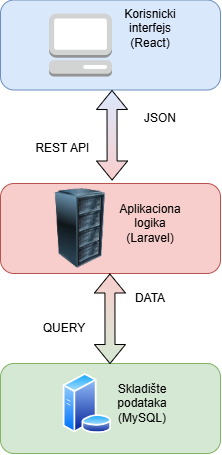 Korisnicki
interfejs
(React)
JSON
REST API
Aplikaciona
logika
(Laravel)
DATA
QUERY
Skladište
podataka
(MySQL)